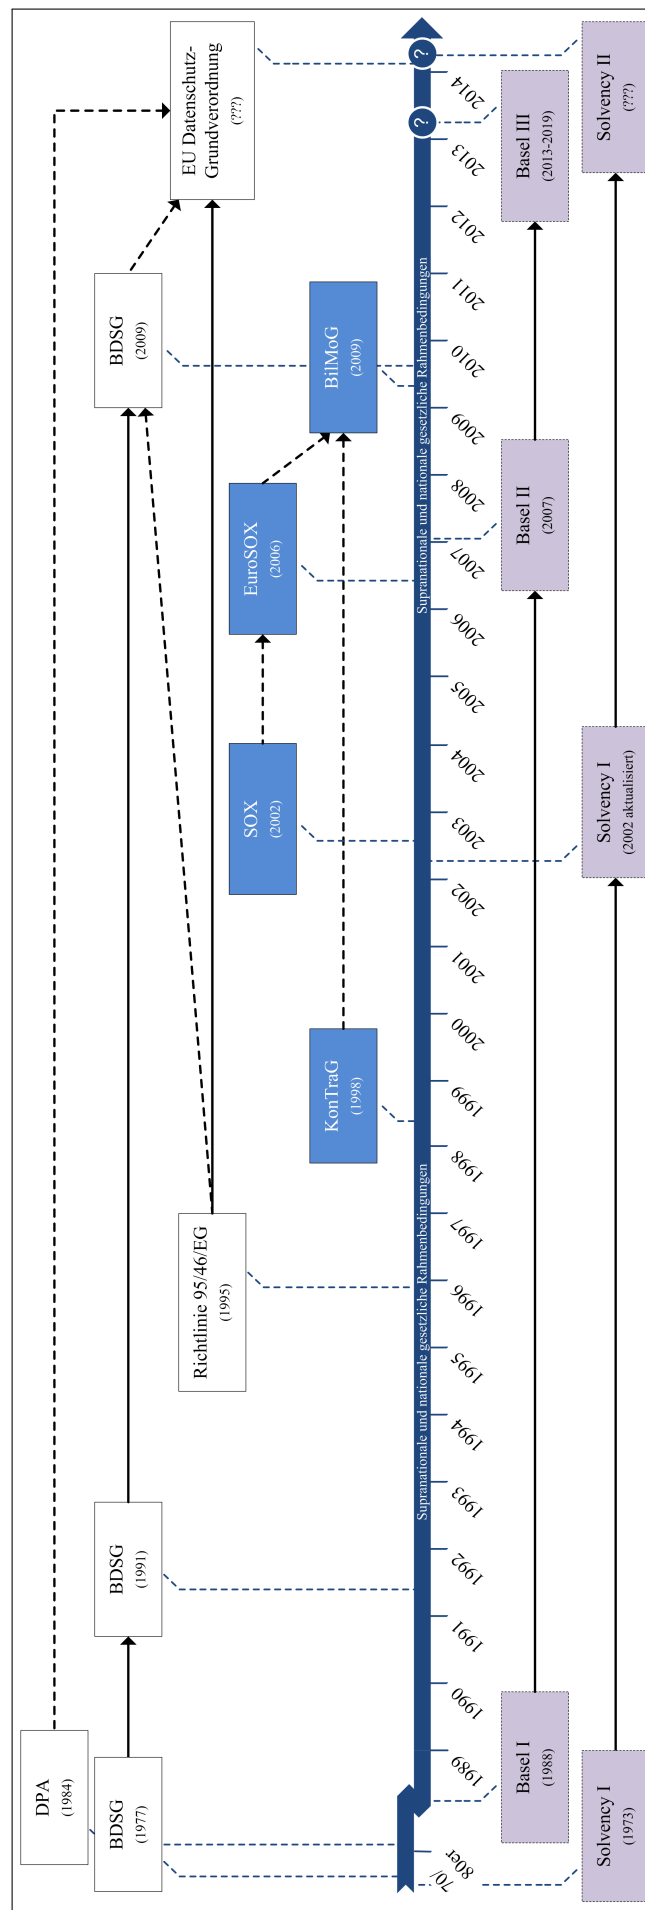 DPA
(1984)
BDSG
(1977)
BDSG
(1991)
BDSG
(2009)
EU Datenschutz-
Grundverordnung
(???)
Richtlinie 95/46/EG
(1995)
SOX
(2002)
EuroSOX
(2006)
KonTraG
(1998)
BilMoG
(2009)
Supranationale und nationale gesetzliche Rahmenbedingungen
Supranationale und nationale gesetzliche Rahmenbedingungen
?
?
70/
80er
1989
1990
1991
1992
1993
1994
1995
1996
1997
1998
1999
2000
2001
2002
2003
2004
2005
2006
2007
2008
2009
2010
2011
2012
2013
2014
Basel I
(1988)
Basel II
(2007)
Basel III
(2013-2019)
Solvency I
(1973)
Solvency I
(2002 aktualisiert)
Solvency II
(???)